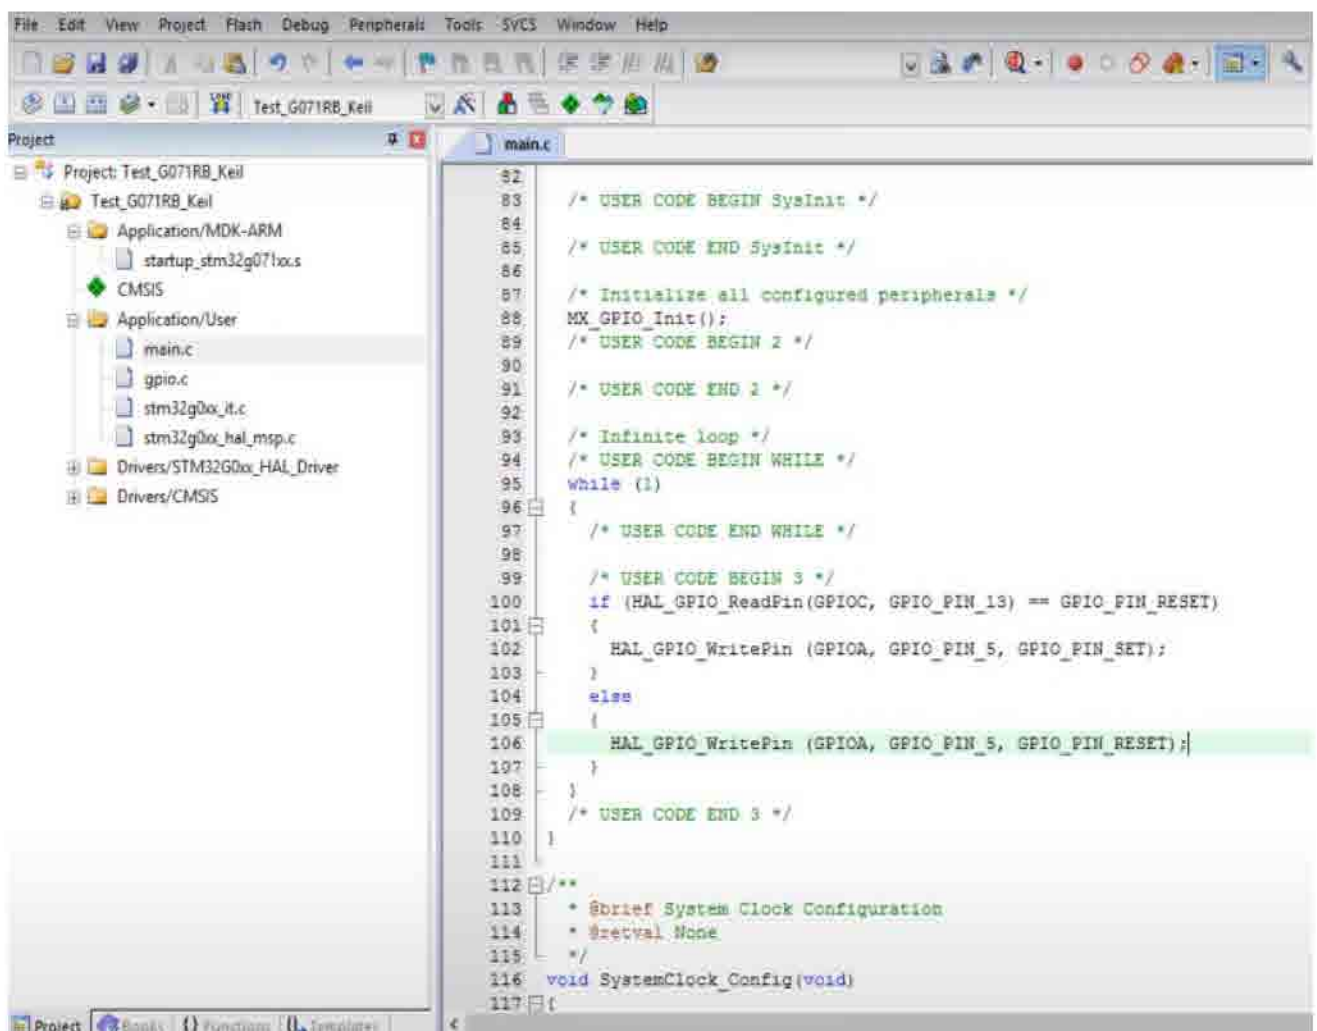 File Edit View Project Flash Debug Peripherals Tools SVCS Window Help
LOAD Test_G071RB_Keil
Project
main.c
Project: Test_G071RB_Keil
Test_G071RB_Keil
Application/MDK-ARM
startup_stm32g071xx.s
CMSIS
Application/User
main.c
gpio.c
stm32g0xx_it.c
stm32g0xx_hal_msp.c
Drivers/STM32G0xx_HAL_Driver
Drivers/CMSIS
82
83 /* USER CODE BEGIN SysInit */
84
85 /* USER CODE END SysInit */
86
87 /* Initialize all configured peripherals */
88 MX_GPIO_Init();
89 /* USER CODE BEGIN 2 */
90
91 /* USER CODE END 2 */
92
93 /* Infinite loop */
94 /* USER CODE BEGIN WHILE */
95 while (1)
96 {
97 /* USER CODE END WHILE */
98
99 /* USER CODE BEGIN 3 */
100 if (HAL_GPIO_ReadPin(GPIOC, GPIO_PIN_13) == GPIO_PIN_RESET)
101 {
102 HAL_GPIO_WritePin (GPIOA, GPIO_PIN_5, GPIO_PIN_SET);
103 }
104 else
105 {
106 HAL_GPIO_WritePin (GPIOA, GPIO_PIN_5, GPIO_PIN_RESET);
107 }
108 }
109 /* USER CODE END 3 */
110 }
111
112 /**
113 * @brief System Clock Configuration
114 * @retval None
115 */
116 void SystemClock_Config(void)
117 {
Project Books {} Functions Templates